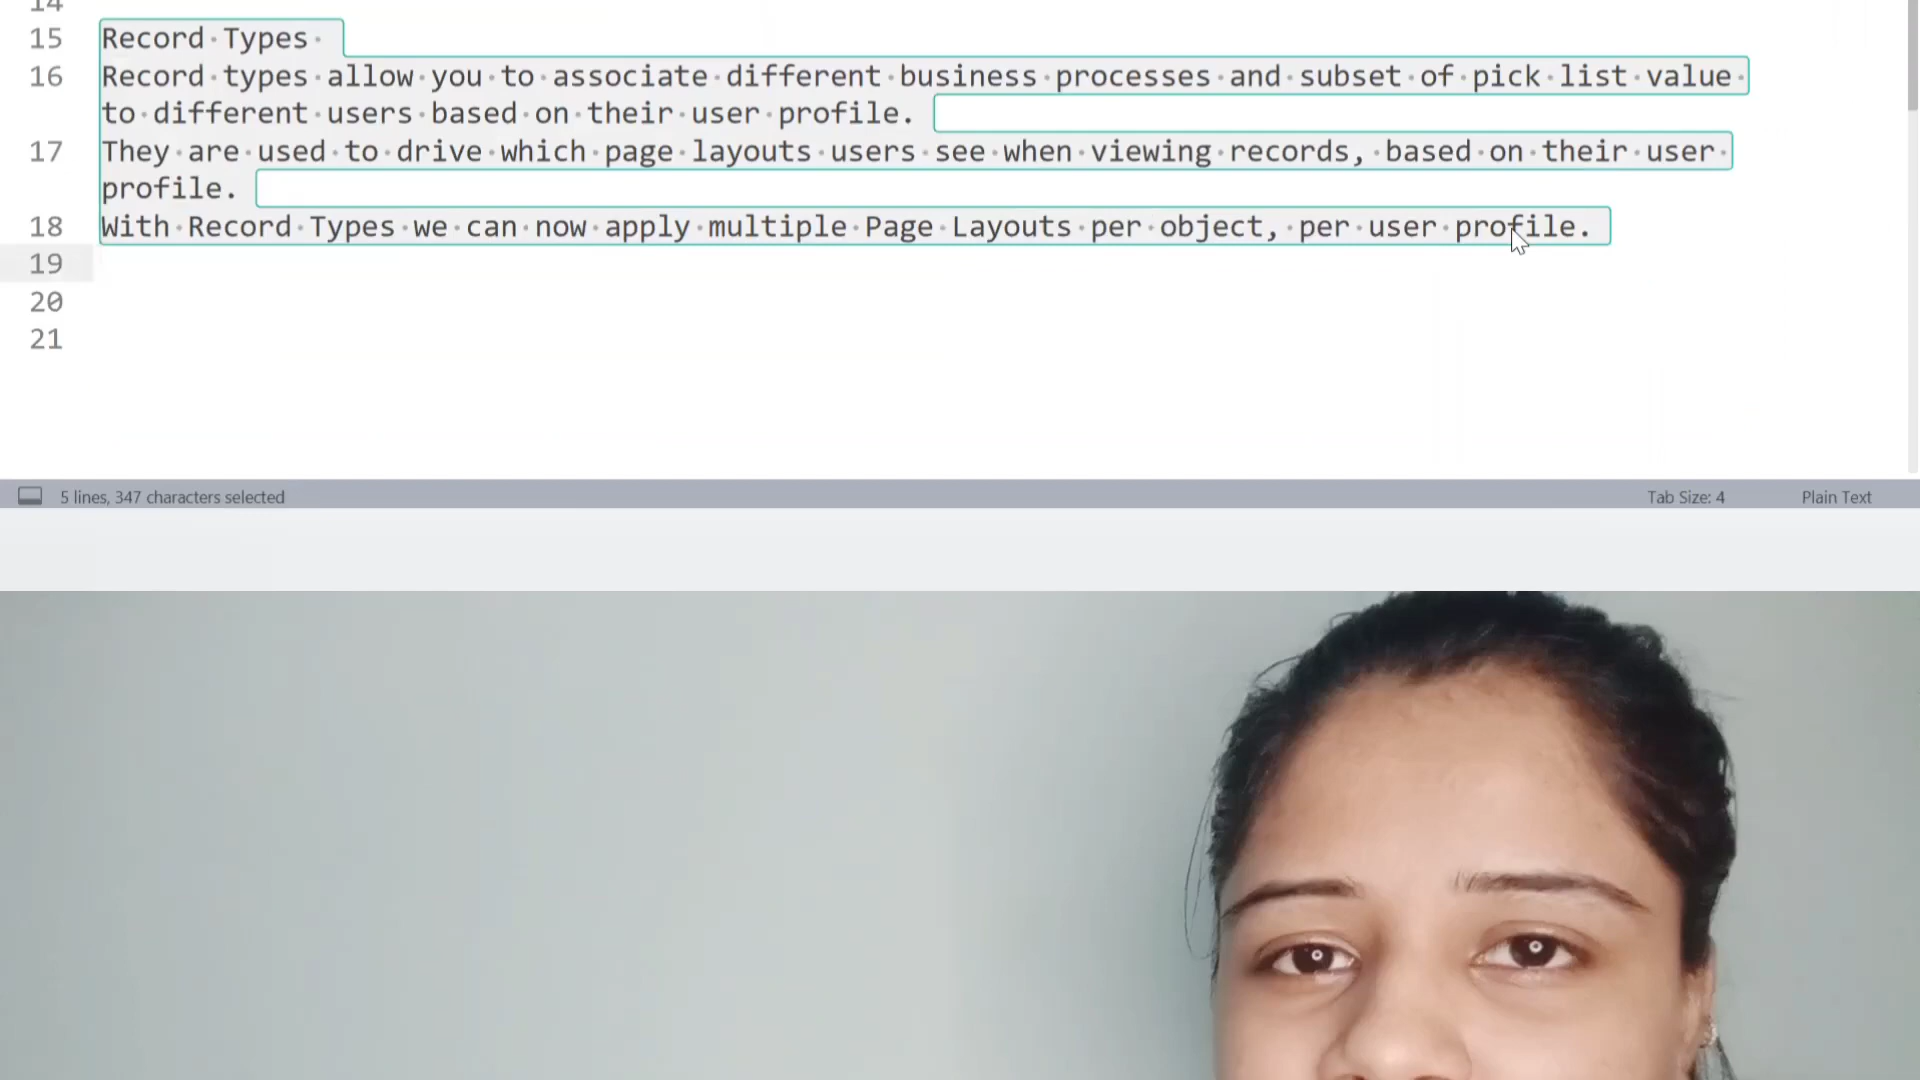 14
15 Record Types
16 Record types allow you to associate different business processes and subset of pick list value
to different users based on their user profile.
17 They are used to drive which page layouts users see when viewing records, based on their user
profile.
18 With Record Types we can now apply multiple Page Layouts per object, per user profile.
19
20
21
5 lines, 347 characters selected
Tab Size: 4
Plain Text